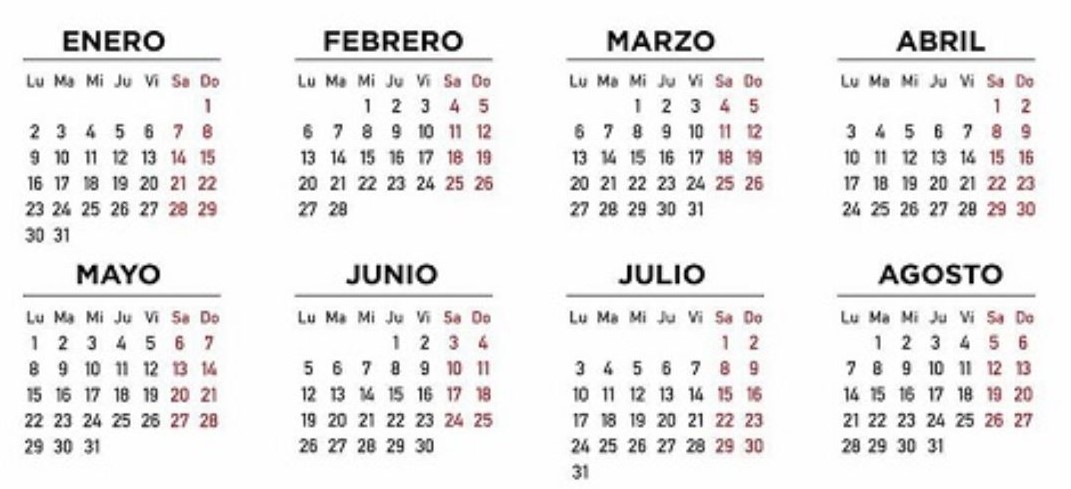 ENERO
Lu Ma Mi Ju Vi Sa Do
1
2 3 4 5 6 7 8
9 10 11 12 13 14 15
16 17 18 19 20 21 22
23 24 25 26 27 28 29
30 31
FEBRERO
Lu Ma Mi Ju Vi Sa Do
1 2 3 4 5
6 7 8 9 10 11 12
13 14 15 16 17 18 19
20 21 22 23 24 25 26
27 28
MARZO
Lu Ma Mi Ju Vi Sa Do
1 2 3 4 5
6 7 8 9 10 11 12
13 14 15 16 17 18 19
20 21 22 23 24 25 26
27 28 29 30 31
ABRIL
Lu Ma Mi Ju Vi Sa Do
1 2
3 4 5 6 7 8 9
10 11 12 13 14 15 16
17 18 19 20 21 22 23
24 25 26 27 28 29 30
MAYO
Lu Ma Mi Ju Vi Sa Do
1 2 3 4 5 6 7
8 9 10 11 12 13 14
15 16 17 18 19 20 21
22 23 24 25 26 27 28
29 30 31
JUNIO
Lu Ma Mi Ju Vi Sa Do
1 2 3 4
5 6 7 8 9 10 11
12 13 14 15 16 17 18
19 20 21 22 23 24 25
26 27 28 29 30
JULIO
Lu Ma Mi Ju Vi Sa Do
1 2
3 4 5 6 7 8 9
10 11 12 13 14 15 16
17 18 19 20 21 22 23
24 25 26 27 28 29 30
31
AGOSTO
Lu Ma Mi Ju Vi Sa Do
1 2 3 4 5 6
7 8 9 10 11 12 13
14 15 16 17 18 19 20
21 22 23 24 25 26 27
28 29 30 31